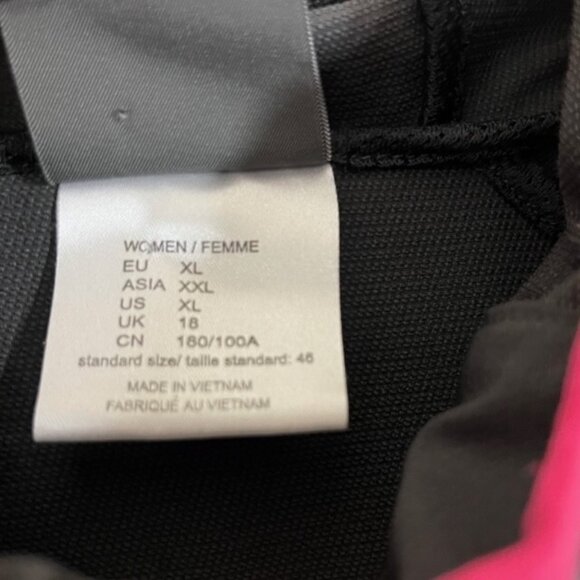 WOMEN / FEMME
EU XL
ASIA XXL
US XL
UK 18
CN 180/100A
standard size/ taille standard: 46
MADE IN VIETNAM
FABRIQUÉ AU VIETNAM